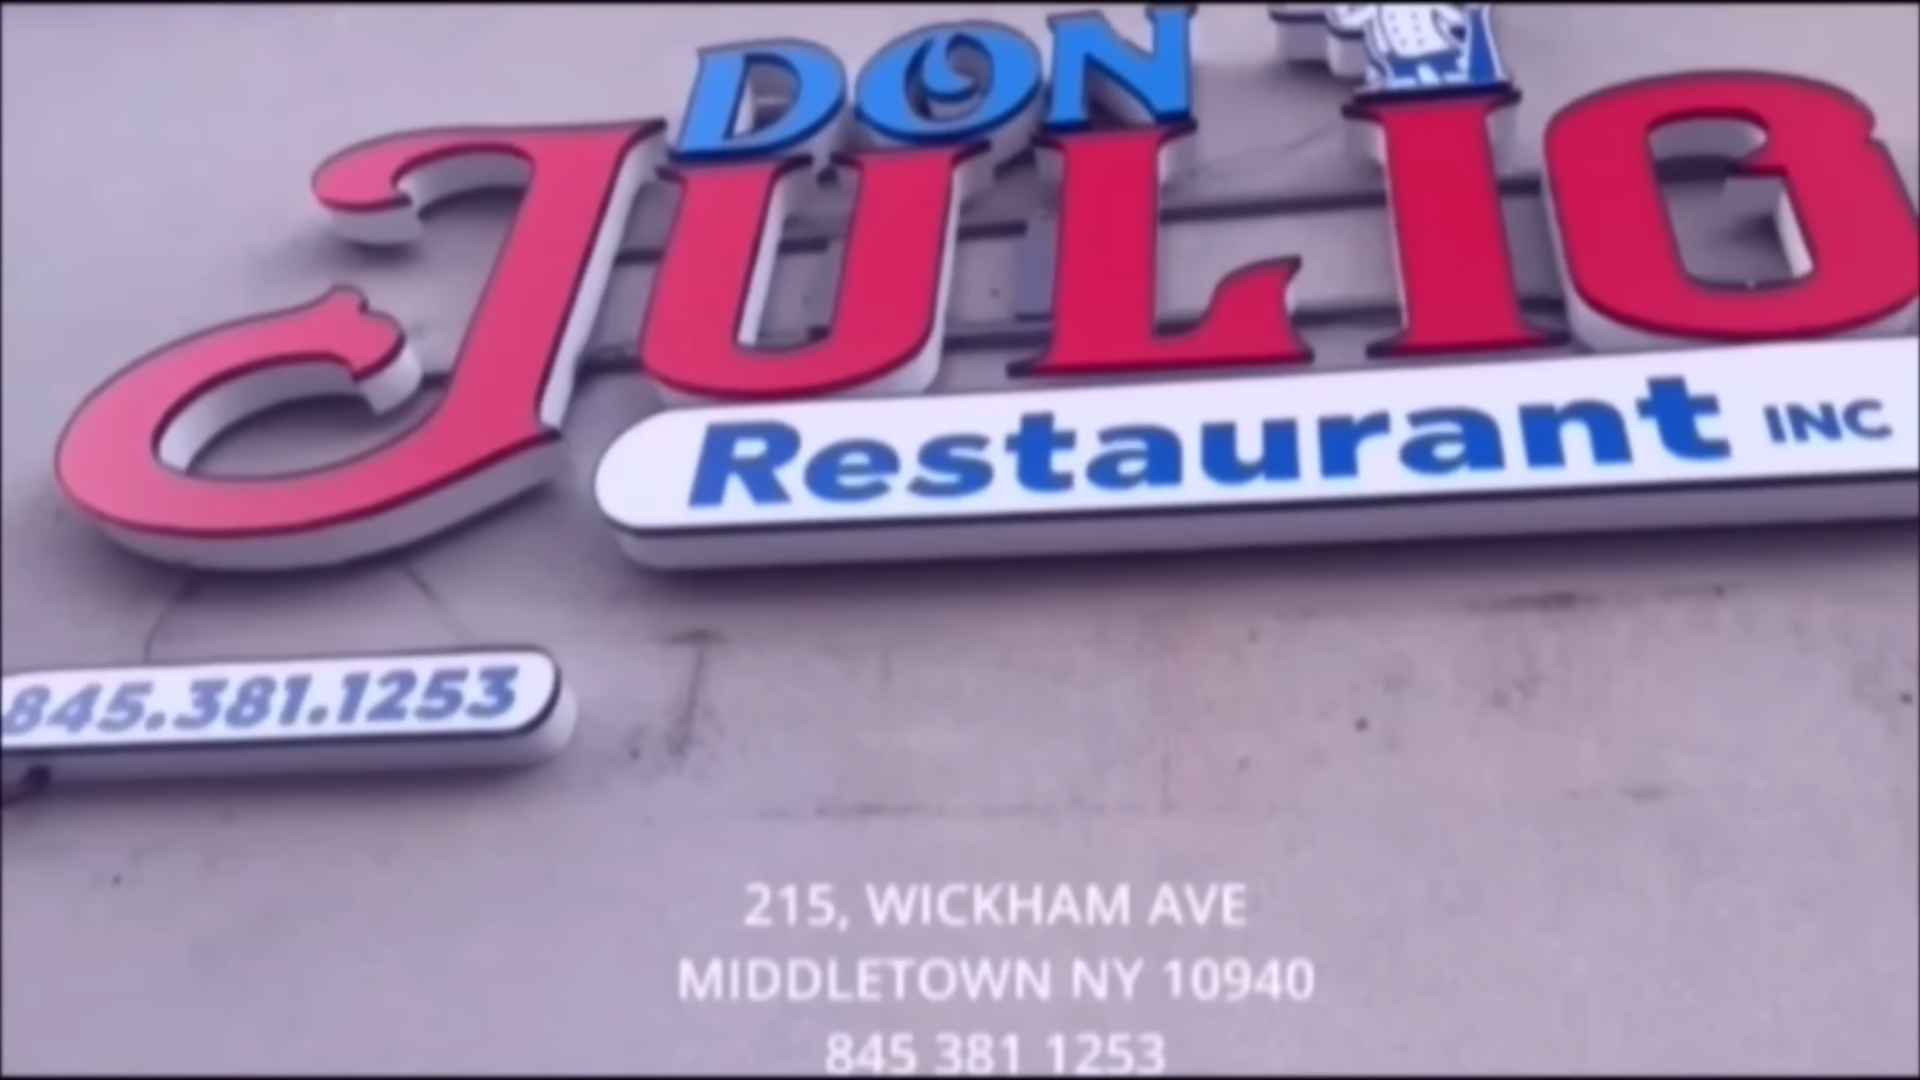 DON
JULIO
Restaurant INC
845.381.1253
215, WICKHAM AVE
MIDDLETOWN NY 10940
845 381 1253